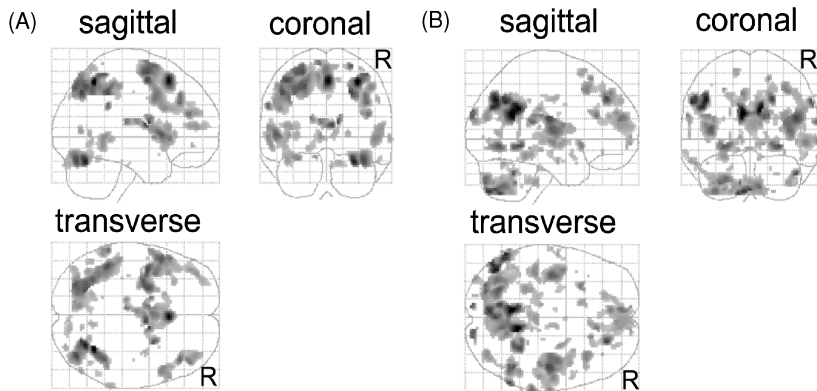 (A) sagittal coronal
R
transverse
R
(B) sagittal coronal
R
transverse
R